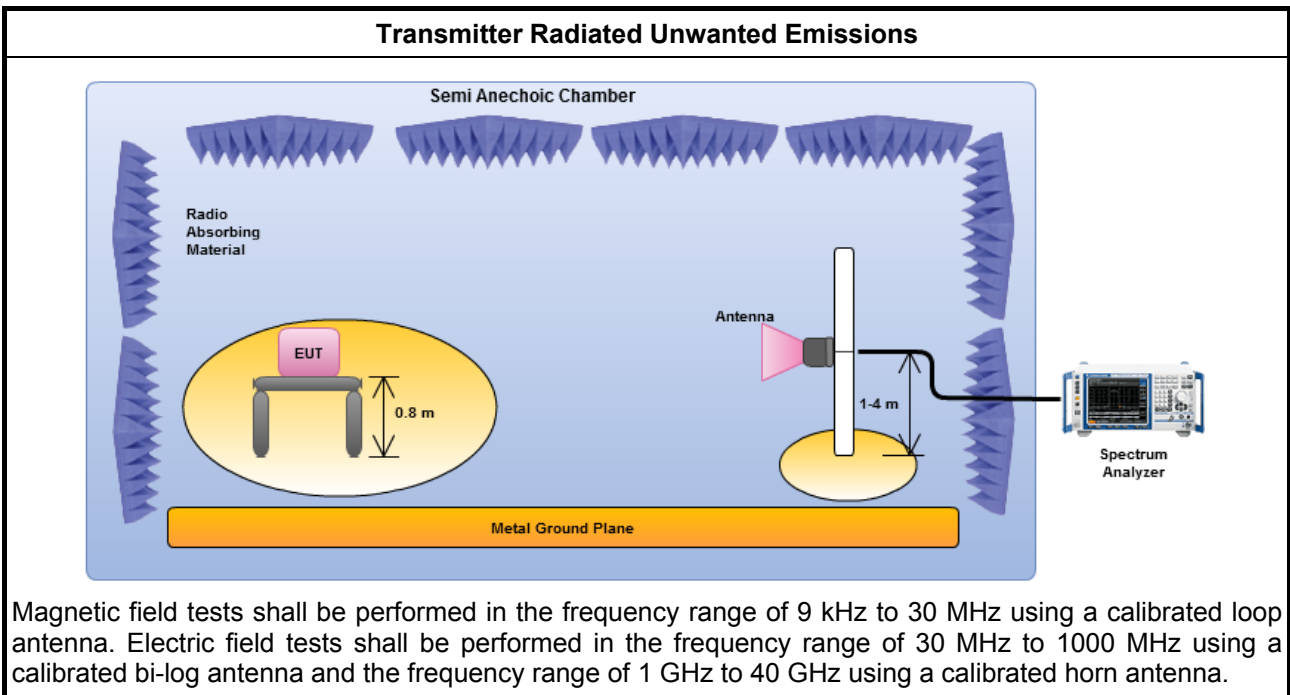 Transmitter Radiated Unwanted Emissions
Semi Anechoic Chamber
Radio
Absorbing
Material
Antenna
EUT
0.8 m
1-4 m
Spectrum
Analyzer
Metal Ground Plane
Magnetic field tests shall be performed in the frequency range of 9 kHz to 30 MHz using a calibrated loop
antenna. Electric field tests shall be performed in the frequency range of 30 MHz to 1000 MHz using a
calibrated bi-log antenna and the frequency range of 1 GHz to 40 GHz using a calibrated horn antenna.